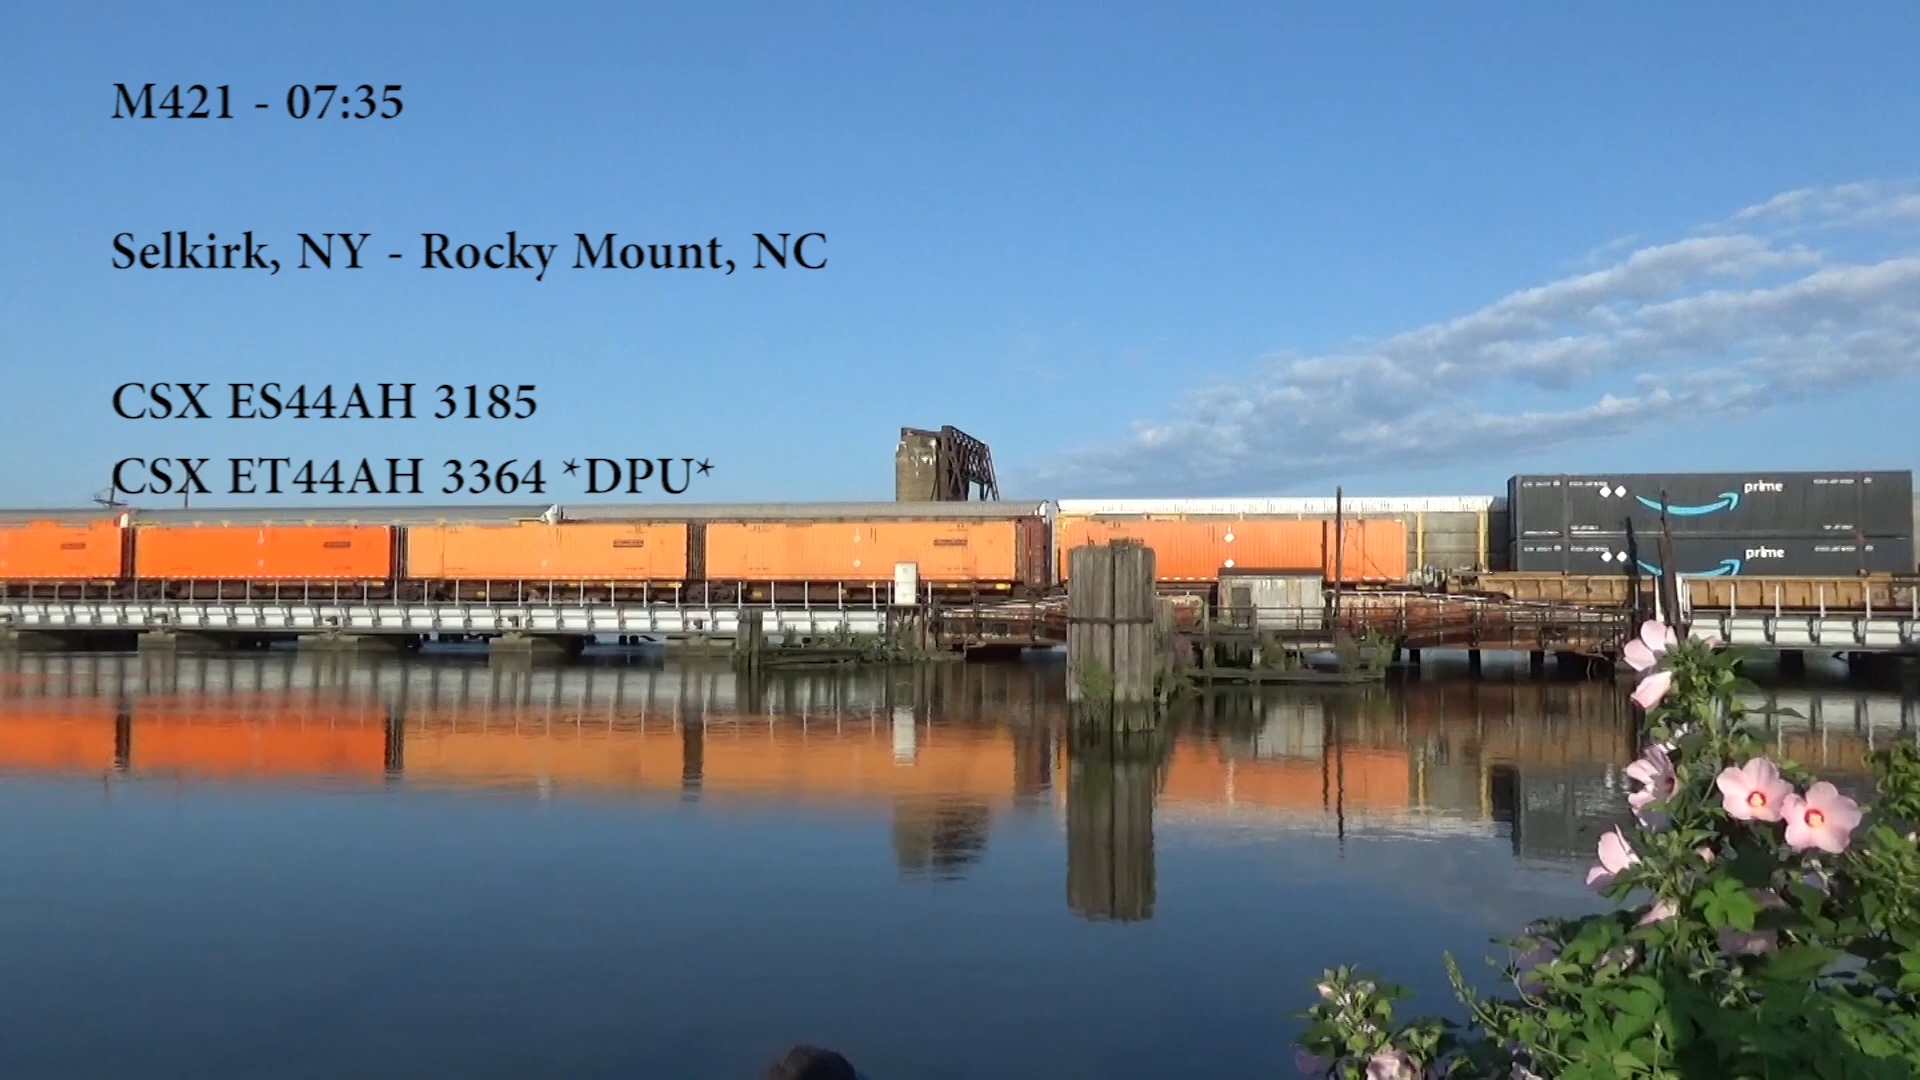 M421 - 07:35
Selkirk, NY - Rocky Mount, NC
CSX ES44AH 3185
CSX ET44AH 3364 *DPU*
prime
prime